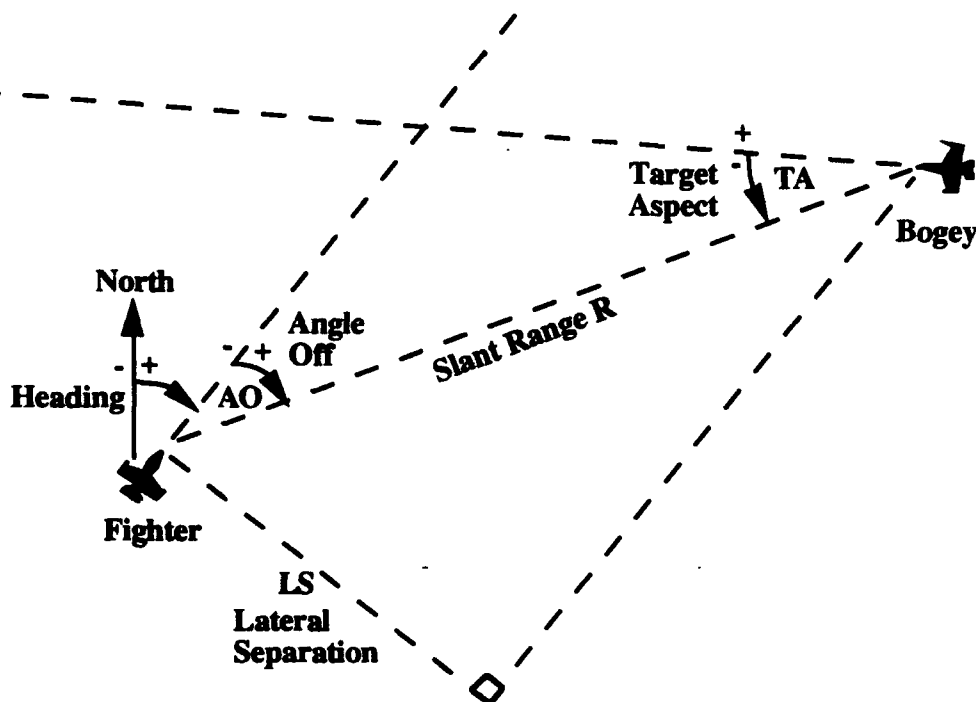 +
-
Target
Aspect
TA
Bogey
North
- +
Heading
- +
Angle
Off
AO
Slant Range R
Fighter
LS
Lateral
Separation